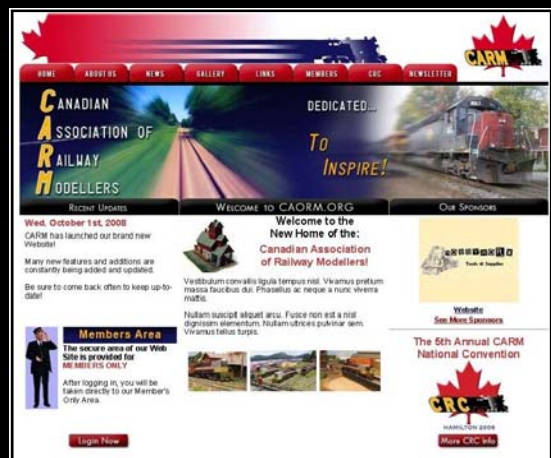 CARM
HOME ABOUT US NEWS GALLERY LINKS MEMBERS CRC NEWSLETTER
CANADIAN
ASSOCIATION OF
RAILWAY
MODELLERS
DEDICATED...
TO
INSPIRE!
RECENT UPDATES
WELCOME TO CAORM.ORG
OUR SPONSORS
Wed, October 1st, 2008
CARM has launched our brand new
Website!
Many new features and additions are
constantly being added and updated.
Be sure to come back often to keep up-to-
date!
Members Area
The secure area of our Web
Site is provided for
MEMBERS ONLY
After logging in, you will be
taken directly to our Member's
Only Area.
Login Now
Welcome to the
New Home of the:
Canadian Association
of Railway Modellers!
Vestibulum convallis ligula tempus nisl. Vivamus pretium
massa faucibus dui. Phasellus ac neque a nunc viverra
mattis.
Nullam suscipit aliquet arcu. Fusce non est a nisl
dignissim elementum. Nullam ultrices pulvinar sem.
Vivamus tellus turpis.
Tools & Supplies
Website
See More Sponsors
The 6th Annual CARM
National Convention
CRC
HAMILTON 2009
More CRC Info